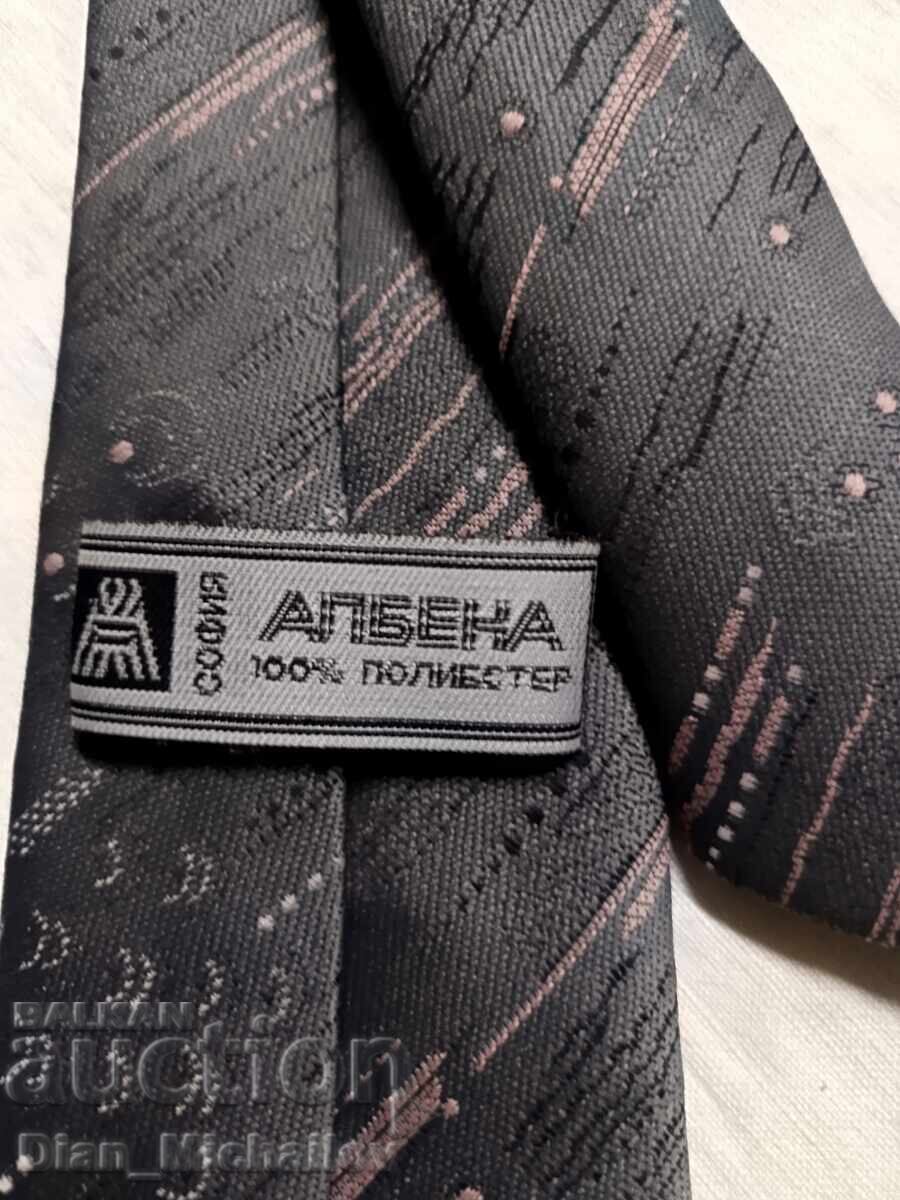 СОФИЯ
АЛБЕНА
100% ПОЛИЕСТЕР
BALKAN
auction
Dian_Michailov